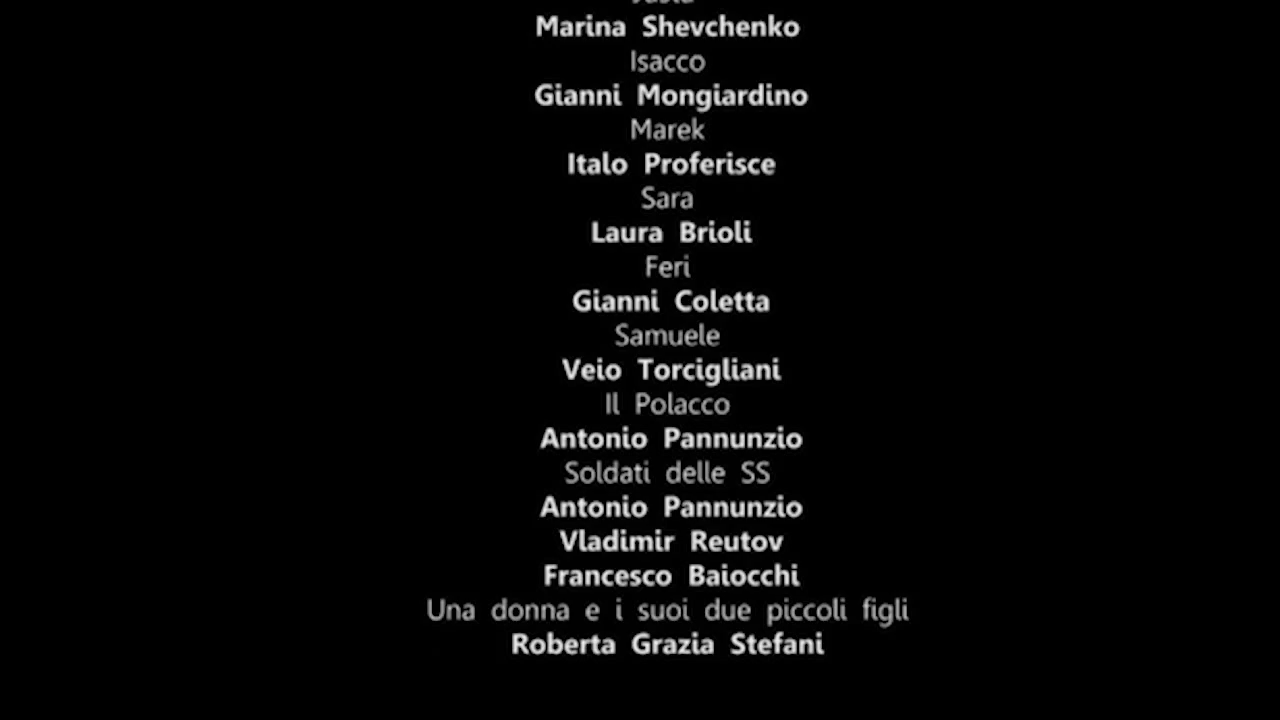 Marina Shevchenko
Isacco
Gianni Mongiardino
Marek
Italo Proferisce
Sara
Laura Brioli
Feri
Gianni Coletta
Samuele
Veio Torcigliani
Il Polacco
Antonio Pannunzio
Soldati delle SS
Antonio Pannunzio
Vladimir Reutov
Francesco Baiocchi
Una donna e i suoi due piccoli figli
Roberta Grazia Stefani